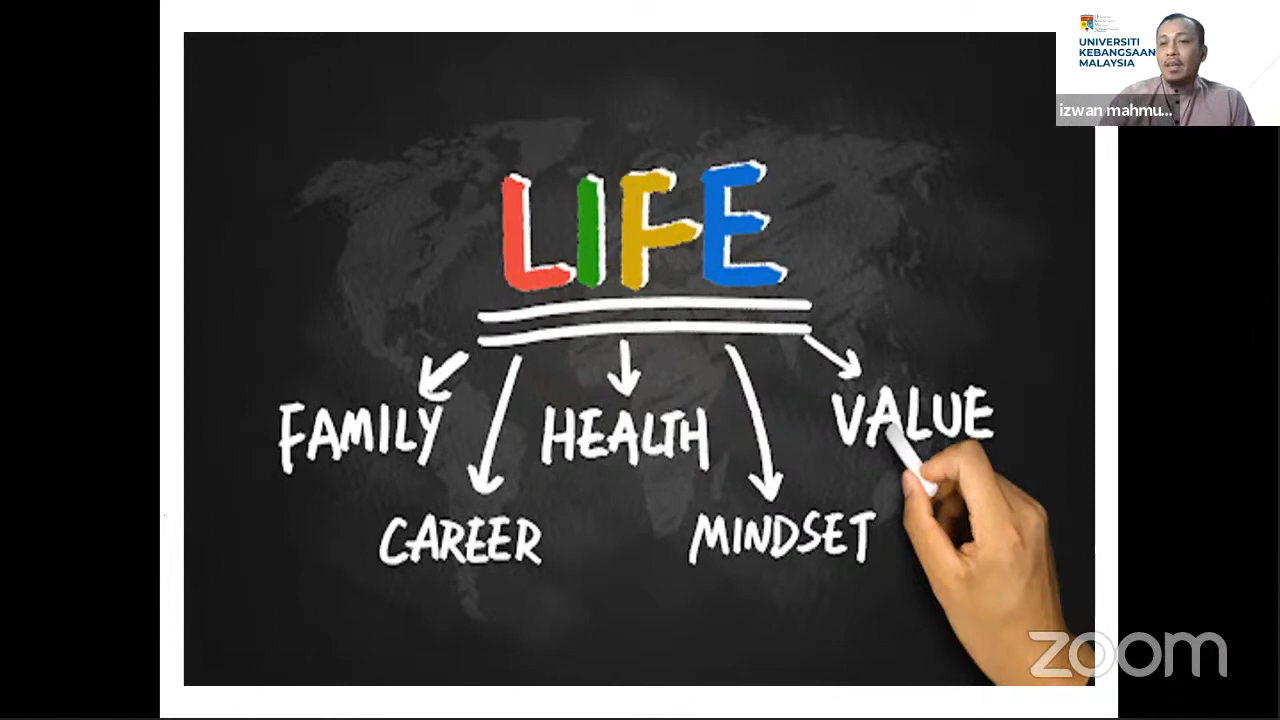 UNIVERSITI
KEBANGSAAN
MALAYSIA
izwan mahmu...
LIFE
FAMILY
HEALTH
VALUE
CAREER
MINDSET
zoom